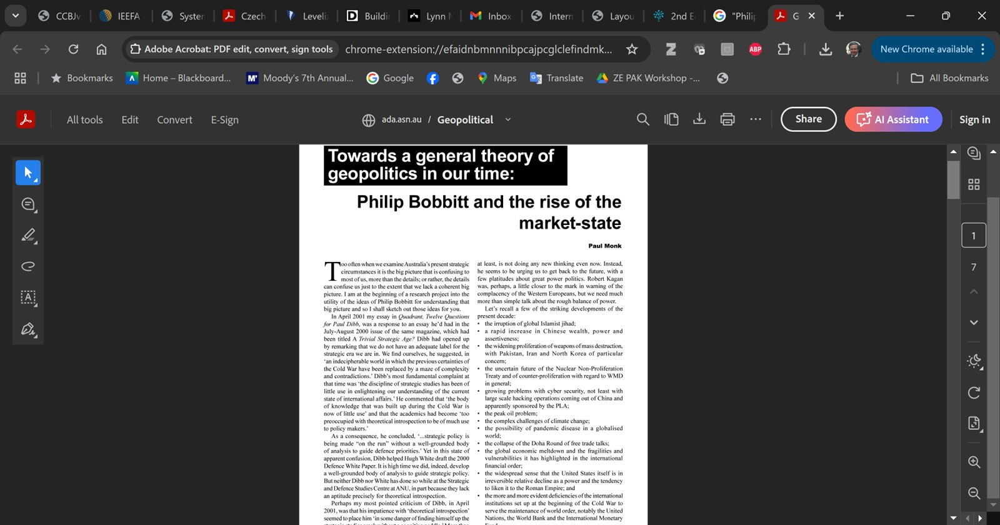 CCBJv
IEEFA
System
Czech
Leveliz
Buildin
Lynn M
Inbox
Intern
Layou
2nd E
"Philip
G
Adobe Acrobat: PDF edit, convert, sign tools
chrome-extension://efaidnbmnnnibpcajpcglclefindmk...
ABP
New Chrome available
Bookmarks
Home – Blackboard...
Moody's 7th Annual...
Google
Maps
Translate
ZE PAK Workshop -...
All Bookmarks
All tools
Edit
Convert
E-Sign
ada.asn.au / Geopolitical
Share
AI Assistant
Sign in
1
7
Towards a general theory of
geopolitics in our time:
Philip Bobbitt and the rise of the
market-state
Paul Monk
Too often when we examine Australia's present strategic
circumstances it is the big picture that is confusing to
most of us, more than the details; or rather, the details
can confuse us just to the extent that we lack a coherent big
picture. I am at the beginning of a research project into the
utility of the ideas of Philip Bobbitt for understanding that
big picture and so I shall sketch out those ideas for you.
In April 2001 my essay in Quadrant, Twelve Questions
for Paul Dibb, was a response to an essay he'd had in the
July-August 2000 issue of the same magazine, which had
been titled A Trivial Strategic Age? Dibb had opened up
by remarking that we do not have an adequate label for the
strategic era we are in. We find ourselves, he suggested, in
'an indecipherable world in which the previous certainties of
the Cold War have been replaced by a maze of complexity
and contradictions.' Dibb's most fundamental complaint at
that time was 'the discipline of strategic studies has been of
little use in enlightening our understanding of the current
state of international affairs.' He commented that 'the body
of knowledge that was built up during the Cold War is
now of little use' and that the academics had become 'too
preoccupied with theoretical introspection to be of much use
to policy makers.'
As a consequence, he concluded, '...strategic policy is
being made "on the run" without a well-grounded body
of analysis to guide defence priorities.' Yet in this state of
apparent confusion, Dibb helped Hugh White draft the 2000
Defence White Paper. It is high time we did, indeed, develop
a well-grounded body of analysis to guide strategic policy.
But neither Dibb nor White has done so while at the Strategic
and Defence Studies Centre at ANU, in part because they lack
an aptitude precisely for theoretical introspection.
Perhaps my most pointed criticism of Dibb, in April
2001, was that his impatience with 'theoretical introspection'
seemed to place him 'in some danger of finding himself up the
at least, is not doing any new thinking even now. Instead,
he seems to be urging us to get back to the future, with a
few platitudes about great power politics. Robert Kagan
was, perhaps, a little closer to the mark in warning of the
complacency of the Western Europeans, but we need much
more than simple talk about the rough balance of power.
Let's recall a few of the striking developments of the
present decade:
• the irruption of global Islamist jihad;
• a rapid increase in Chinese wealth, power and
assertiveness;
• the widening proliferation of weapons of mass destruction,
with Pakistan, Iran and North Korea of particular
concern;
• the uncertain future of the Nuclear Non-Proliferation
Treaty and of counter-proliferation with regard to WMD
in general;
• growing problems with cyber security, not least with
large scale hacking operations coming out of China and
apparently sponsored by the PLA;
• the peak oil problem;
• the complex challenges of climate change;
• the possibility of pandemic disease in a globalised
world;
• the collapse of the Doha Round of free trade talks;
• the global economic meltdown and the fragilities and
vulnerabilities it has highlighted in the international
financial order;
• the widespread sense that the United States itself is in
irreversible relative decline as a power and the tendency
to liken it to the Roman Empire; and
• the more and more evident deficiencies of the international
institutions set up at the beginning of the Cold War to
serve the maintenance of world order, notably the United
Nations, the World Bank and the International Monetary